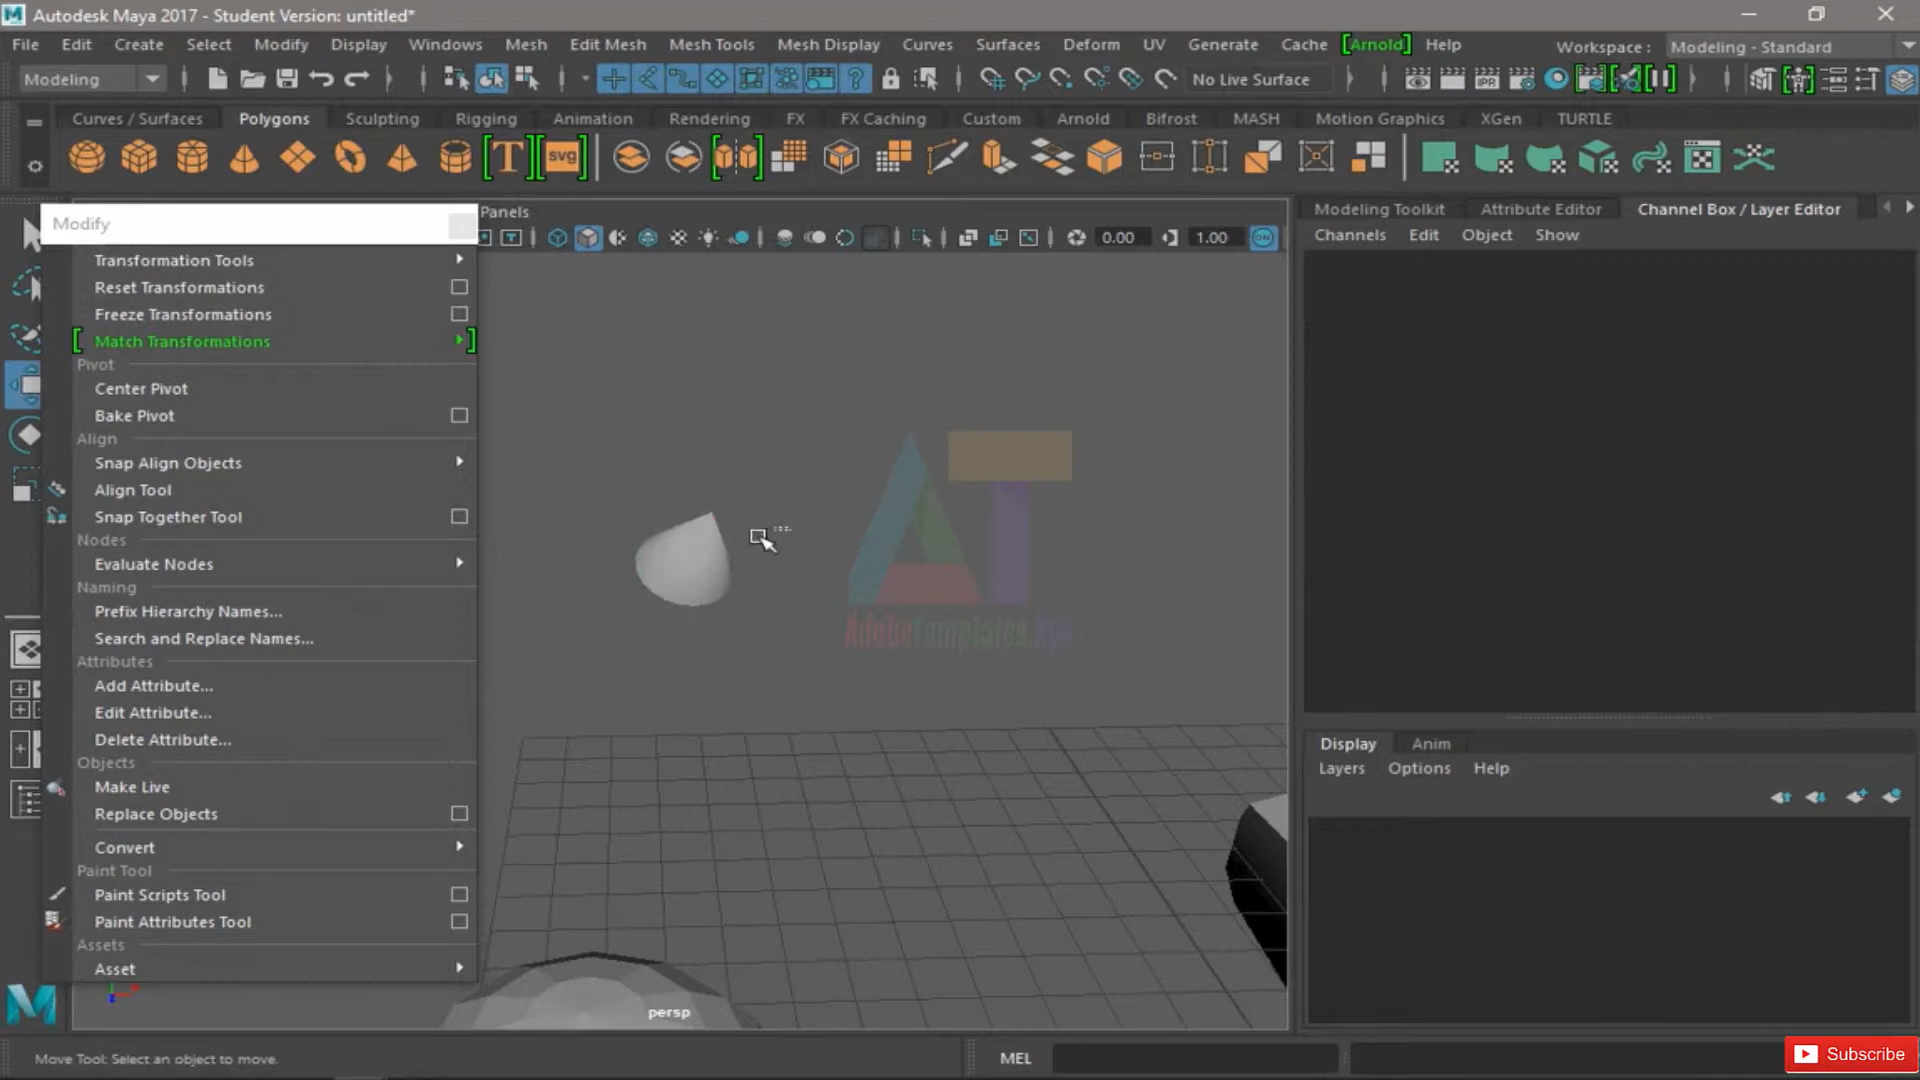 Autodesk Maya 2017 - Student Version: untitled*
File Edit Create Select Modify Display Windows Mesh Edit Mesh Mesh Tools Mesh Display Curves Surfaces Deform UV Generate Cache [Arnold] Help Workspace : Modeling - Standard
Modeling No Live Surface IPR
Curves / Surfaces Polygons Sculpting Rigging Animation Rendering FX FX Caching Custom Arnold Bifrost MASH Motion Graphics XGen TURTLE
T svg
Modify Panels Modeling Toolkit Attribute Editor Channel Box / Layer Editor
0.00 1.00 ON Channels Edit Object Show
Transformation Tools
Reset Transformations
Freeze Transformations
[ Match Transformations ]
Pivot
Center Pivot
Bake Pivot
Align
Snap Align Objects
Align Tool
Snap Together Tool
Nodes
Evaluate Nodes
Naming
Prefix Hierarchy Names...
Search and Replace Names...
Attributes
Add Attribute...
Edit Attribute...
Delete Attribute...
Objects
Make Live
Replace Objects
Convert
Paint Tool
Paint Scripts Tool
Paint Attributes Tool
Assets
Asset
AT
AdobeTamplates.
persp
Display Anim
Layers Options Help
Move Tool: Select an object to move. MEL
Subscribe